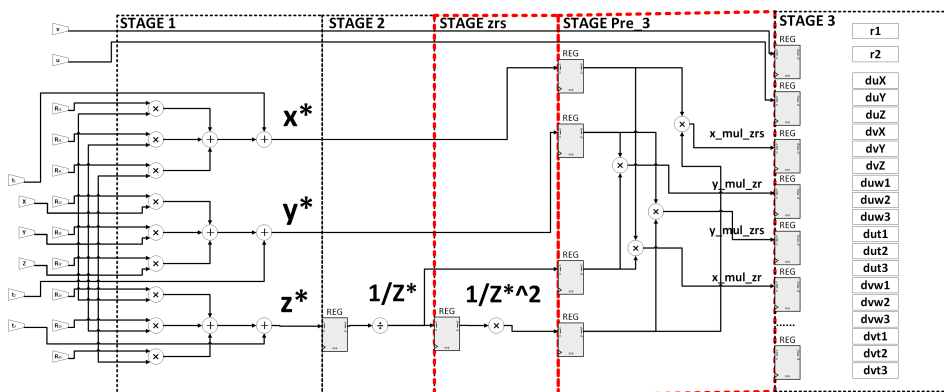 STAGE 1
STAGE 2
STAGE zrs
STAGE Pre_3
STAGE 3
v
u
REG
REG
REG
REG
REG
REG
REG
REG
REG
REG
REG
REG
REG
X
Y
Z
x*
y*
z*
1/Z*
1/Z*^2
x_mul_zrs
y_mul_zr
y_mul_zrs
x_mul_zr
......
r1
r2
duX
duY
duZ
dvX
dvY
dvZ
duw1
duw2
duw3
dut1
dut2
dut3
dvw1
dvw2
dvw3
dvt1
dvt2
dvt3